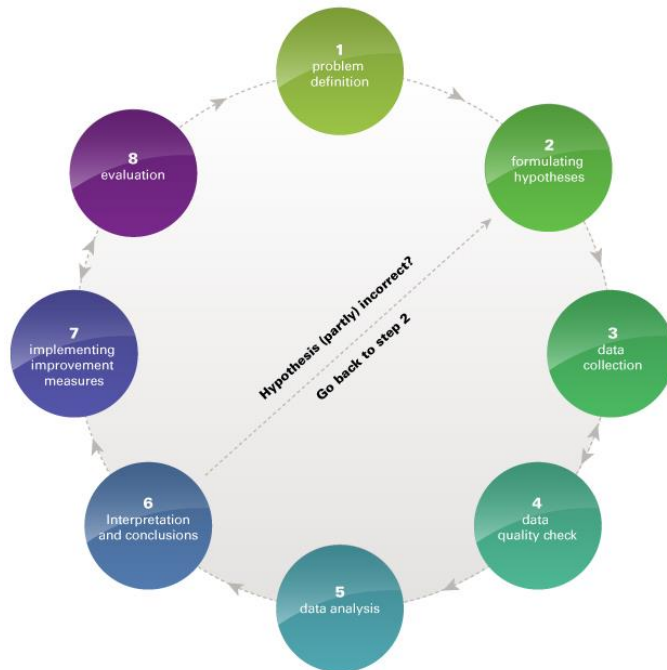 1
problem
definition
2
formulating
hypotheses
3
data
collection
4
data
quality check
5
data analysis
6
Interpretation
and conclusions
7
implementing
improvement
measures
8
evaluation
Hypothesis (partly) incorrect?
Go back to step 2